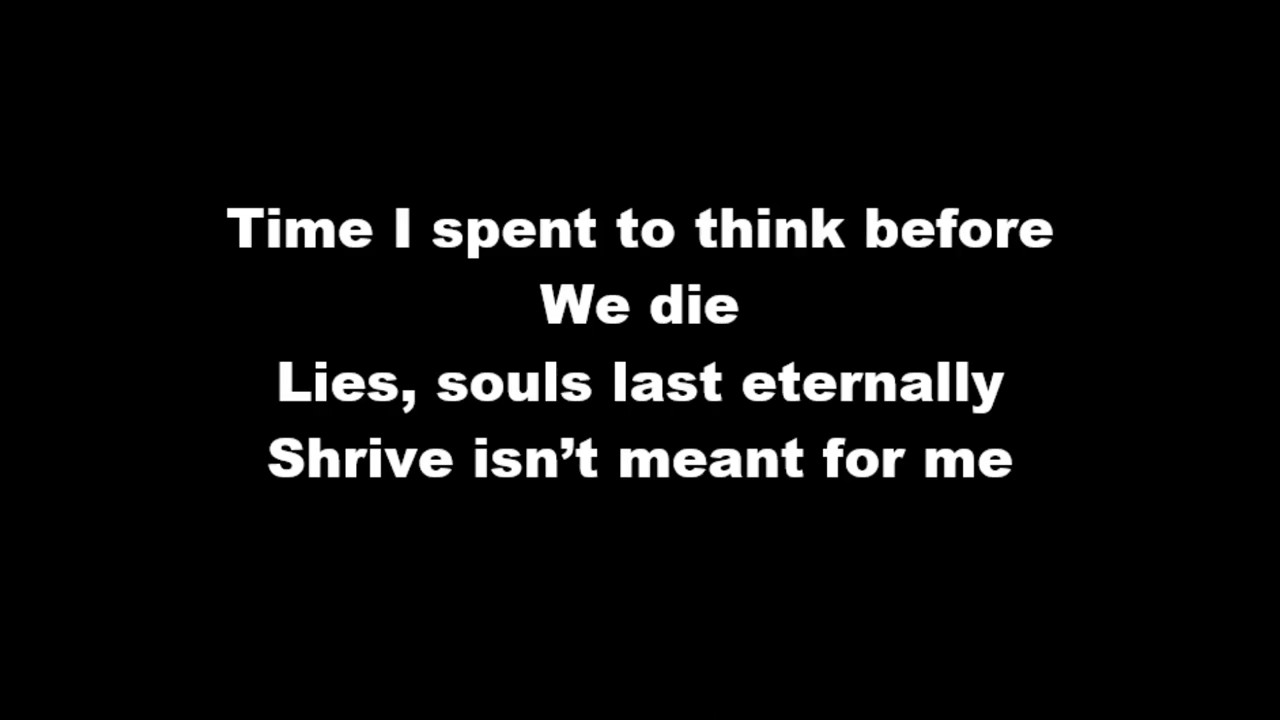 Time I spent to think before
We die
Lies, souls last eternally
Shrive isn’t meant for me